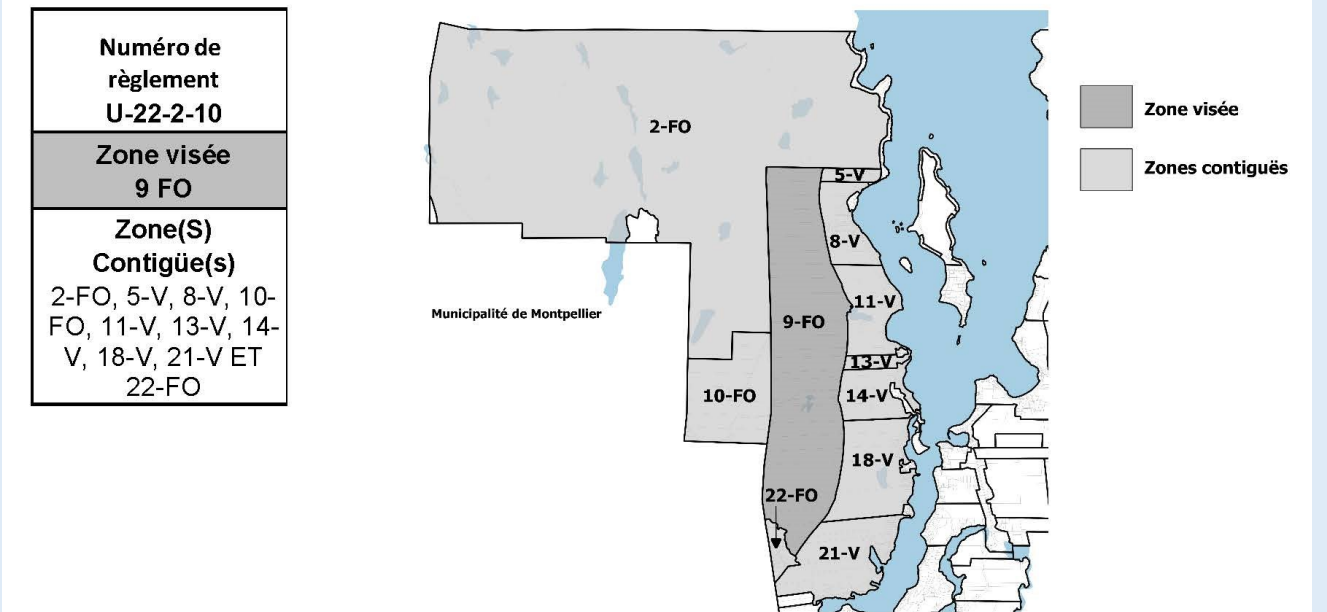 Numéro de
règlement
U-22-2-10
Zone visée
9 FO
Zone(S)
Contigüe(s)
2-FO, 5-V, 8-V, 10-
FO, 11-V, 13-V, 14-
V, 18-V, 21-V ET
22-FO
2-FO
5-V
8-V
11-V
9-FO
13-V
10-FO
14-V
18-V
22-FO
21-V
Municipalité de Montpellier
Zone visée
Zones contiguës